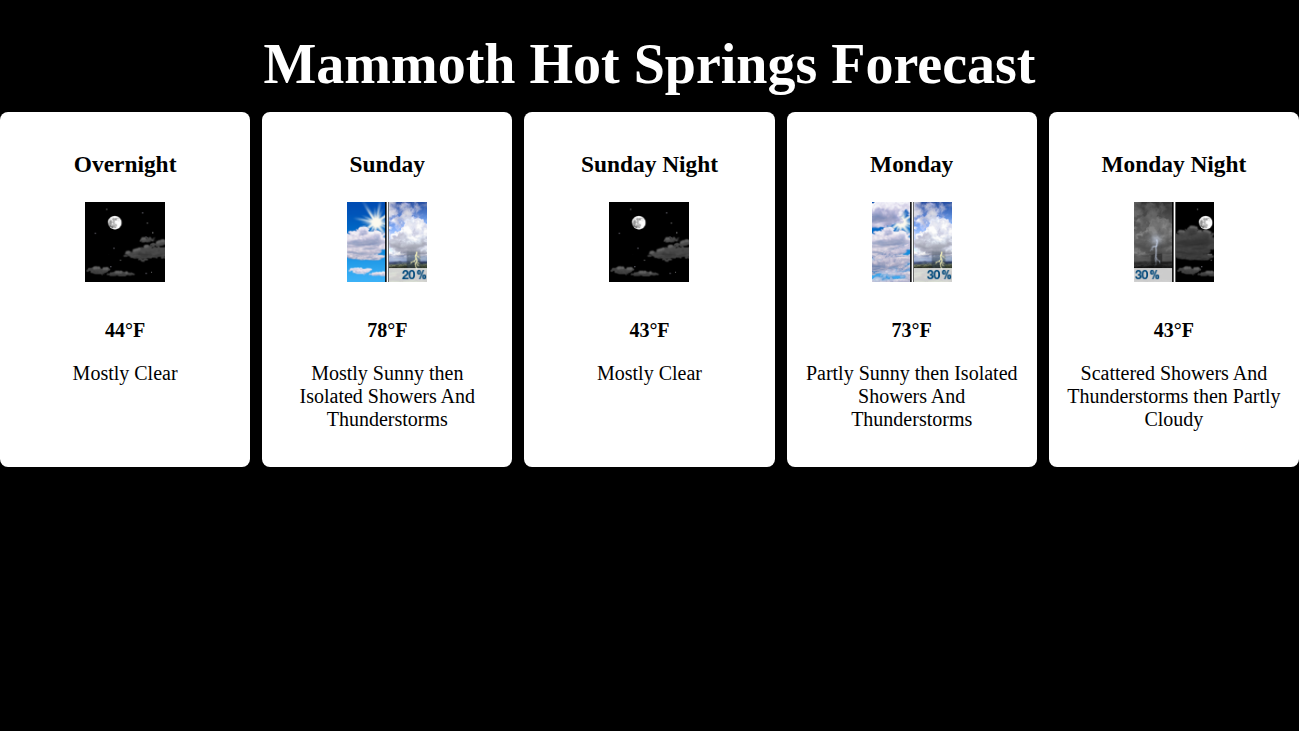 Mammoth Hot Springs Forecast
Overnight
44°F
Mostly Clear
Sunday
20%
78°F
Mostly Sunny then
Isolated Showers And
Thunderstorms
Sunday Night
43°F
Mostly Clear
Monday
30%
73°F
Partly Sunny then Isolated
Showers And
Thunderstorms
Monday Night
30%
43°F
Scattered Showers And
Thunderstorms then Partly
Cloudy